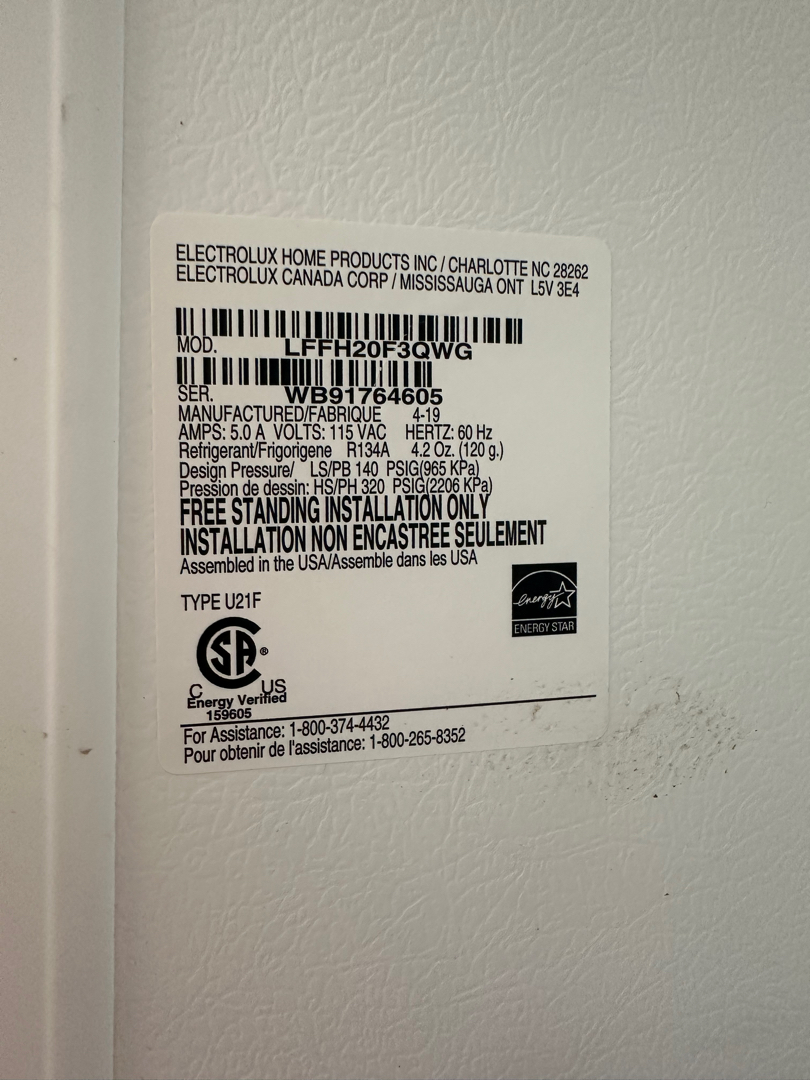 ELECTROLUX HOME PRODUCTS INC / CHARLOTTE NC 28262
ELECTROLUX CANADA CORP / MISSISSAUGA ONT L5V 3E4
MOD. LFFH20F3QWG
SER. WB91764605
MANUFACTURED/FABRIQUE 4-19
AMPS: 5.0 A VOLTS: 115 VAC HERTZ: 60 Hz
Refrigerant/Frigorigene R134A 4.2 Oz. (120 g.)
Design Pressure/ LS/PB 140 PSIG(965 KPa)
Pression de dessin: HS/PH 320 PSIG(2206 KPa)
FREE STANDING INSTALLATION ONLY
INSTALLATION NON ENCASTREE SEULEMENT
Assembled in the USA/Assemble dans les USA
energy
ENERGY STAR
TYPE U21F
SA ®
C US
Energy Verified
159605
For Assistance: 1-800-374-4432
Pour obtenir de l'assistance: 1-800-265-8352